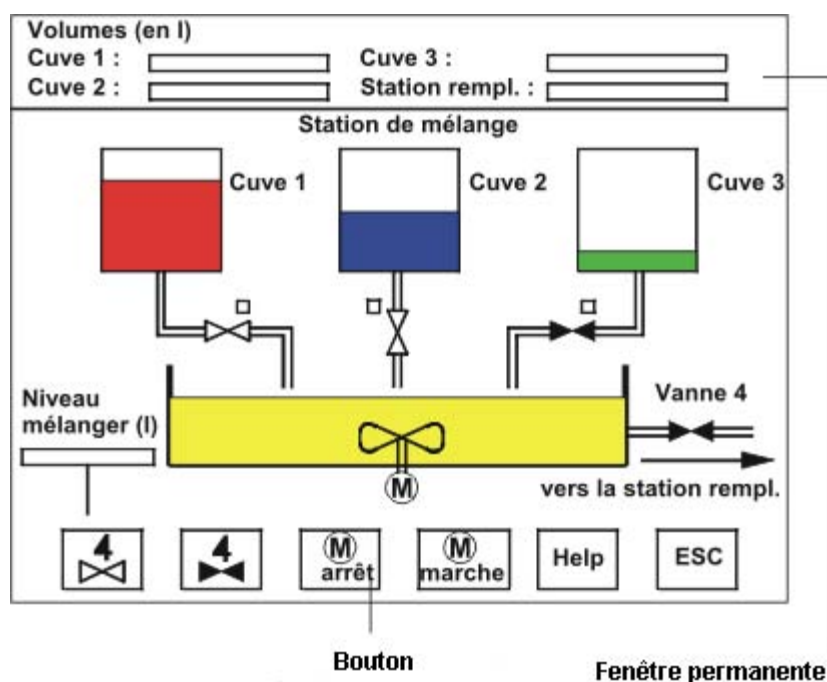 Volumes (en l)
Cuve 1 : Cuve 3 :
Cuve 2 : Station rempl. :
Station de mélange
Cuve 1 Cuve 2 Cuve 3
Niveau
mélanger (l)
Vanne 4
M
vers la station rempl.
4 4 M arrêt M marche Help ESC
Bouton
Fenêtre permanente